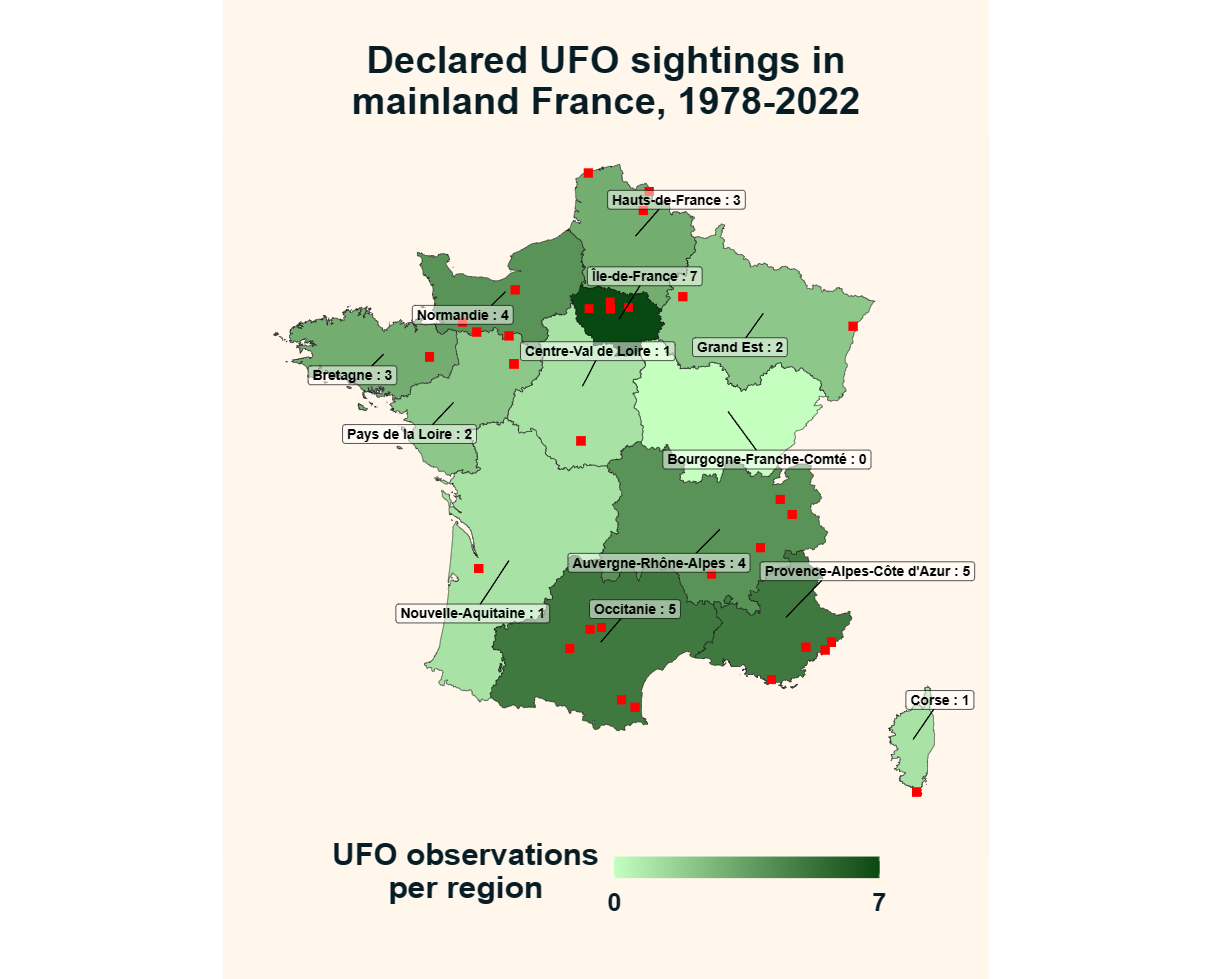 Declared UFO sightings in
mainland France, 1978-2022
Hauts-de-France : 3
Île-de-France : 7
Normandie : 4
Grand Est : 2
Centre-Val de Loire : 1
Bretagne : 3
Pays de la Loire : 2
Bourgogne-Franche-Comté : 0
Auvergne-Rhône-Alpes : 4
Provence-Alpes-Côte d'Azur : 5
Occitanie : 5
Nouvelle-Aquitaine : 1
Corse : 1
UFO observations
per region
0
7